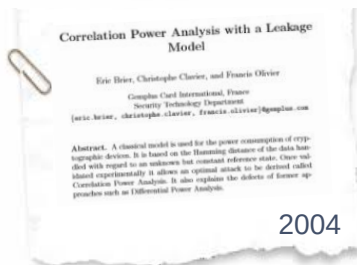 Correlation Power Analysis with a Leakage
Model
Eric Brier, Christophe Clavier, and Francis Olivier
Gemplus Card International, France
Security Technology Department
{eric.brier, christophe.clavier, francis.olivier}@gemplus.com
Abstract. A classical model is used for the power consumption of cryp-
tographic devices. It is based on the Hamming distance of the data han-
dled with regard to an unknown but constant reference state. Once val-
idated experimentally it allows an optimal attack to be derived called
Correlation Power Analysis. It also explains the defects of former ap-
proaches such as Differential Power Analysis.
2004